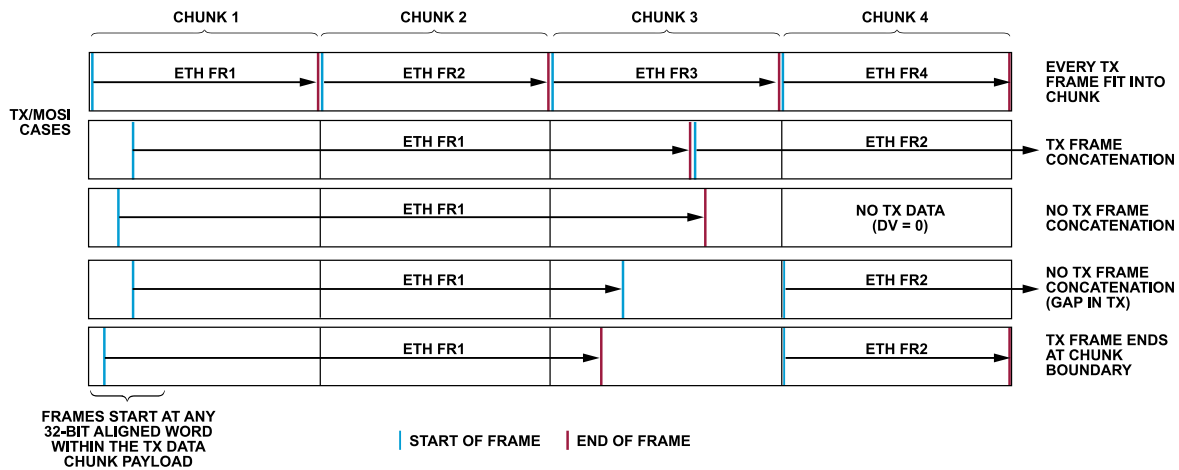 CHUNK 1
CHUNK 2
CHUNK 3
CHUNK 4
TX/MOSI
CASES
ETH FR1
ETH FR2
ETH FR3
ETH FR4
EVERY TX
FRAME FIT INTO
CHUNK
ETH FR1
ETH FR2
TX FRAME
CONCATENATION
ETH FR1
NO TX DATA
(DV = 0)
NO TX FRAME
CONCATENATION
ETH FR1
ETH FR2
NO TX FRAME
CONCATENATION
(GAP IN TX)
ETH FR1
ETH FR2
TX FRAME ENDS
AT CHUNK
BOUNDARY
FRAMES START AT ANY
32-BIT ALIGNED WORD
WITHIN THE TX DATA
CHUNK PAYLOAD
START OF FRAME
END OF FRAME